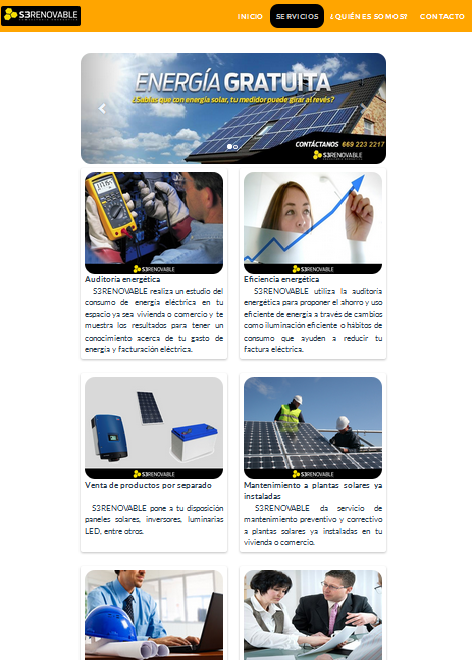 S3RENOVABLE
INICIO SERVICIOS ¿QUIÉNES SOMOS? CONTACTO
ENERGÍA GRATUITA
¿Sabías que con energía solar, tu medidor puede girar al revés?
CONTÁCTANOS 669 223 2217
S3RENOVABLE
S3RENOVABLE
Auditoría energética
S3RENOVABLE realiza un estudio del
consumo de energía eléctrica en tu
espacio ya sea vivienda o comercio y te
muestra los resultados para tener un
conocimiento acerca de tu gasto de
energía y facturación eléctrica.
S3RENOVABLE
Eficiencia energética
S3RENOVABLE utiliza lla auditoría
energética para proponer el ahorro y uso
eficiente de energía a través de cambios
como iluminación eficiente o hábitos de
consumo que ayuden a reducir tu
factura eléctrica.
S3RENOVABLE
Venta de productos por separado
S3RENOVABLE pone a tu disposición
paneles solares, inversores, luminarias
LED, entre otros.
S3RENOVABLE
Mantenimiento a plantas solares ya
instaladas
S3RENOVABLE da servicio de
mantenimiento preventivo y correctivo
a plantas solares ya instaladas en tu
vivienda o comercio.